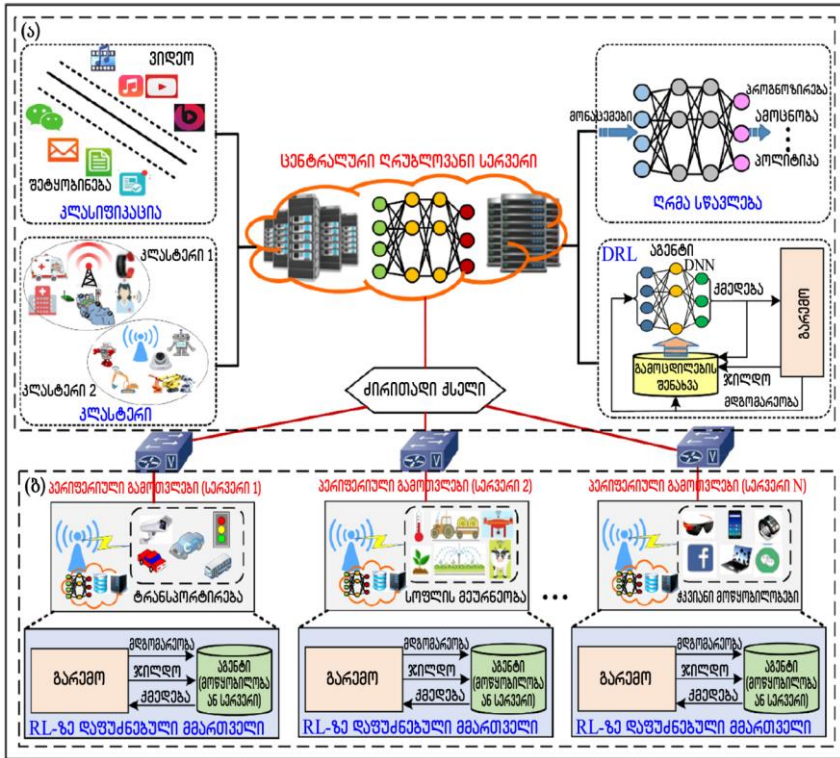 (ა)
ვიდეო
შეტყობინება
კლასიფიკაცია
კლასტერი 1
კლასტერი 2
კლასტერი
ცენტრალური ღრუბლოვანი სერვერი
მონაცემები
პროგნოზირება
ამოცნობა
პოლიტიკა
ღრმა სწავლება
DRL
აგენტი
DNN
ქმედება
გარემო
გამოცდილების
შენახვა
ჯილდო
მდგომარეობა
ძირითადი ქსელი
V
V
V
(ბ)
პერიფერიული გამოთვლები (სერვერი 1)
პერიფერიული გამოთვლები (სერვერი 2)
პერიფერიული გამოთვლები (სერვერი N)
ტრანსპორტირება
სოფლის მეურნეობა
...
ჭკვიანი მოწყობილობები
გარემო
მდგომარეობა
ჯილდო
ქმედება
აგენტი
(მოწყობილობა
ან სერვერი)
RL-ზე დაფუძნებული მმართველი
გარემო
მდგომარეობა
ჯილდო
ქმედება
აგენტი
(მოწყობილობა
ან სერვერი)
RL-ზე დაფუძნებული მმართველი
გარემო
მდგომარეობა
ჯილდო
ქმედება
აგენტი
(მოწყობილობა
ან სერვერი)
RL-ზე დაფუძნებული მმართველი